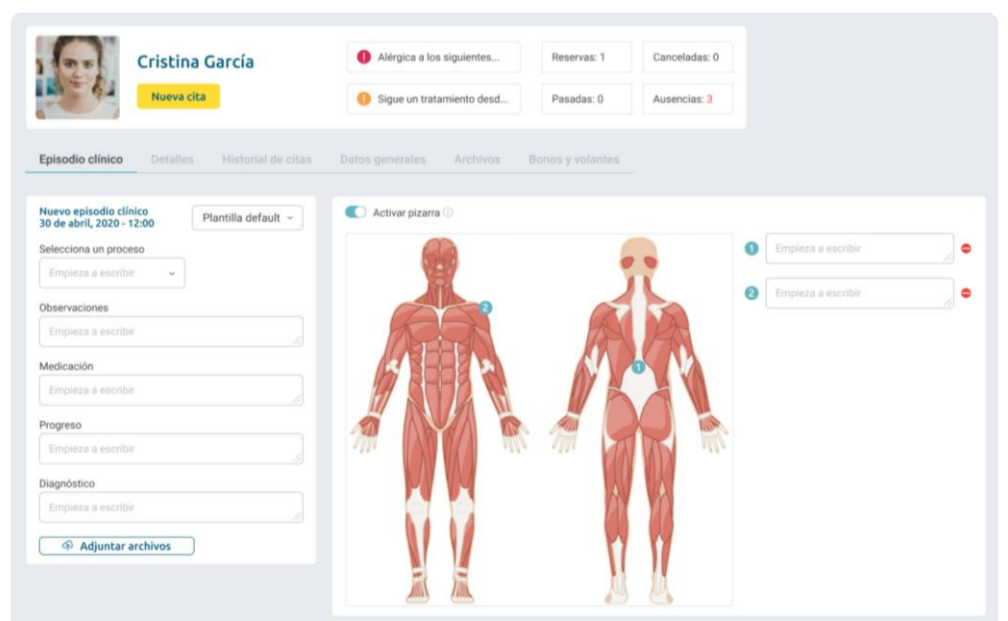 Cristina García
Nueva cita
Alérgica a los siguientes...
Reservas: 1
Canceladas: 0
Sigue un tratamiento desd...
Pasadas: 0
Ausencias: 3
Episodio clínico
Detalles
Historial de citas
Datos generales
Archivos
Bonos y volantes
Nuevo episodio clínico
30 de abril, 2020 - 12:00
Plantilla default
Selecciona un proceso
Empieza a escribir
Observaciones
Empieza a escribir
Medicación
Empieza a escribir
Progreso
Empieza a escribir
Diagnóstico
Empieza a escribir
Adjuntar archivos
Activar pizarra
2
1
1
Empieza a escribir
2
Empieza a escribir